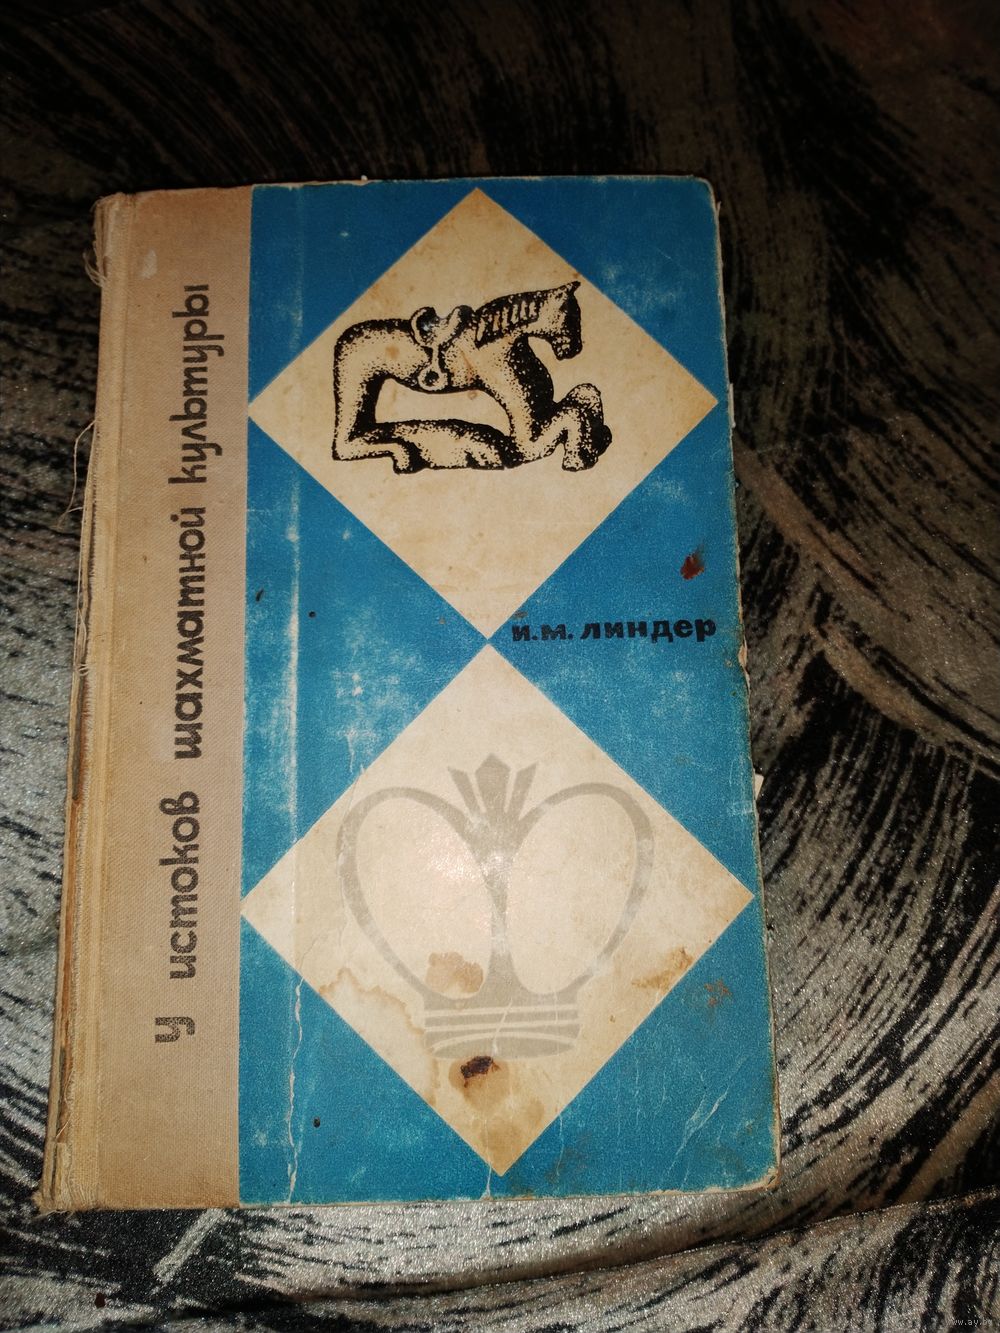 у истоков шахматной культуры
и.м. линдер